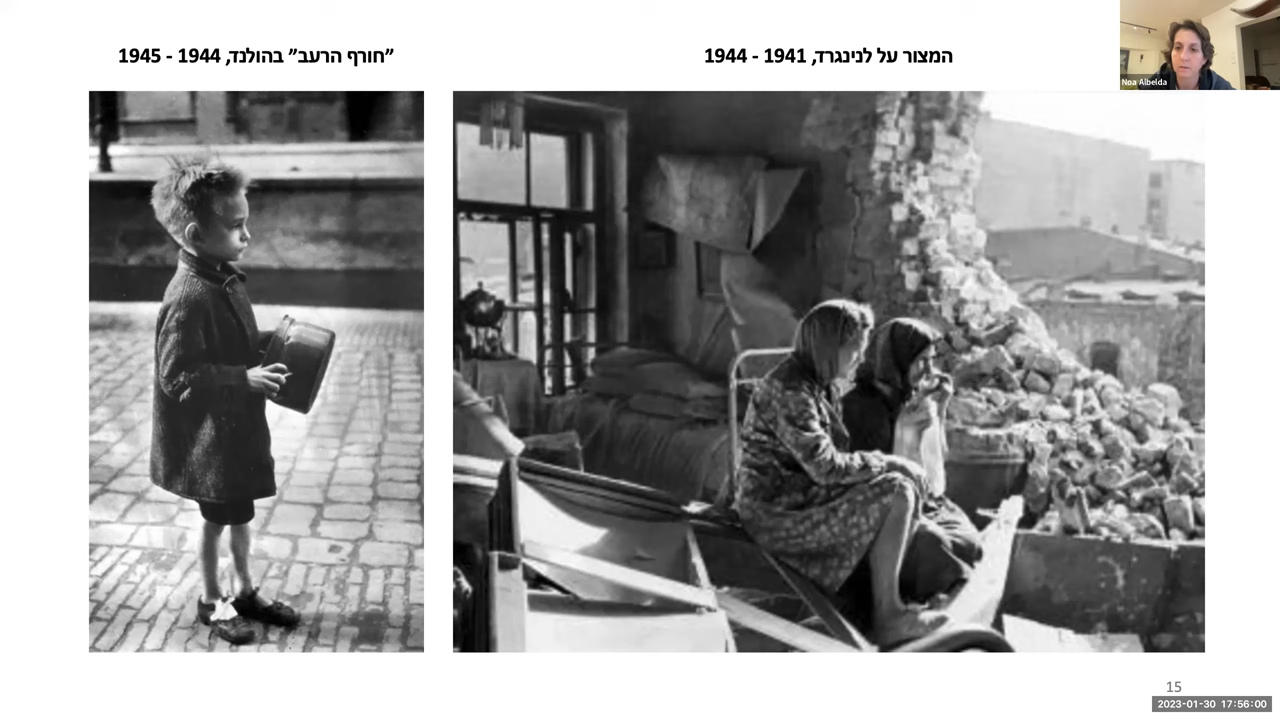 המצור על לנינגרד, 1941 - 1944
"חורף הרעב" בהולנד, 1944 - 1945
Noa Albelda
15
2023-01-30 17:56:00